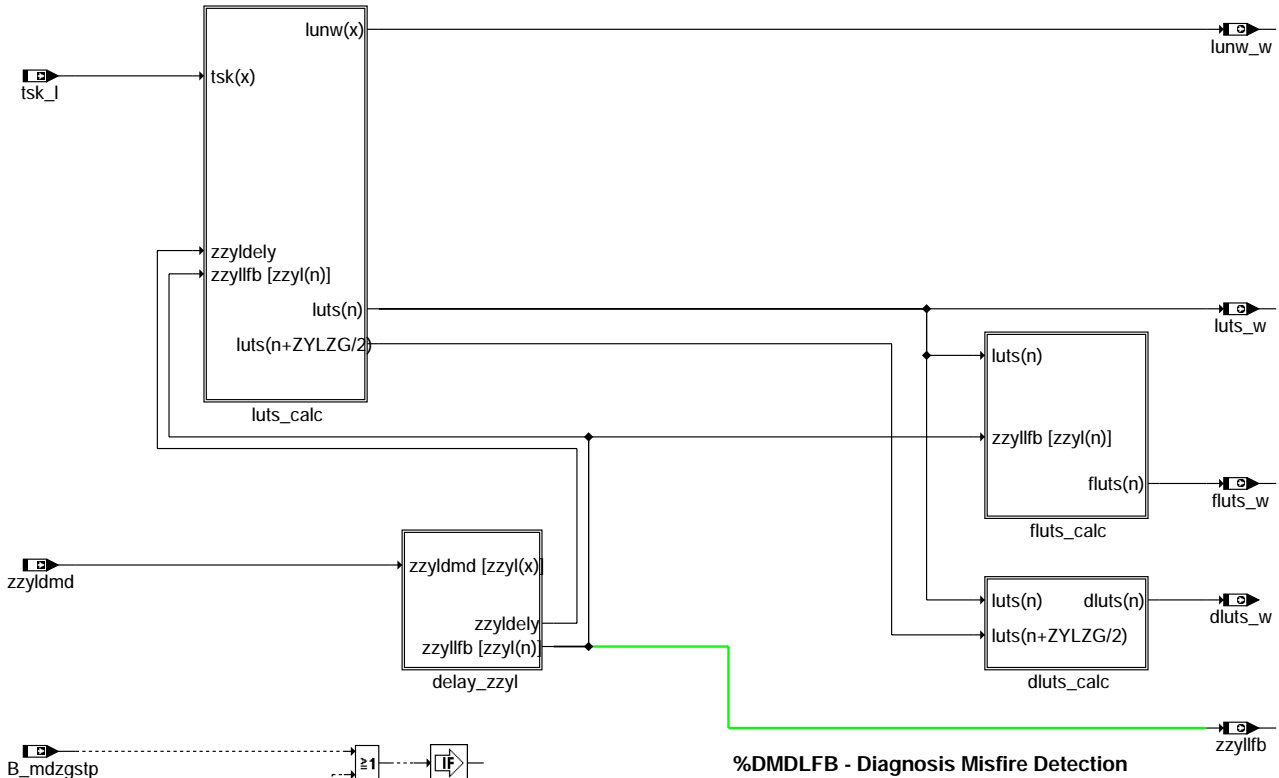 lunw(x)
lunw_w
tsk(x)
tsk_l
zzyldely
zzyllfb [zzyl(n)]
luts(n)
luts_w
luts(n+ZYLZG/2)
luts(n)
luts_calc
zzyllfb [zzyl(n)]
fluts(n)
fluts_w
fluts_calc
zzyldmd [zzyl(x)]
zzyldmd
luts(n) dluts(n)
dluts_w
zzyldely
luts(n+ZYLZG/2)
zzyllfb [zzyl(n)]
delay_zzyl
dluts_calc
zzyllfb
B_mdzgstp
≥1
IF
%DMDLFB - Diagnosis Misfire Detection